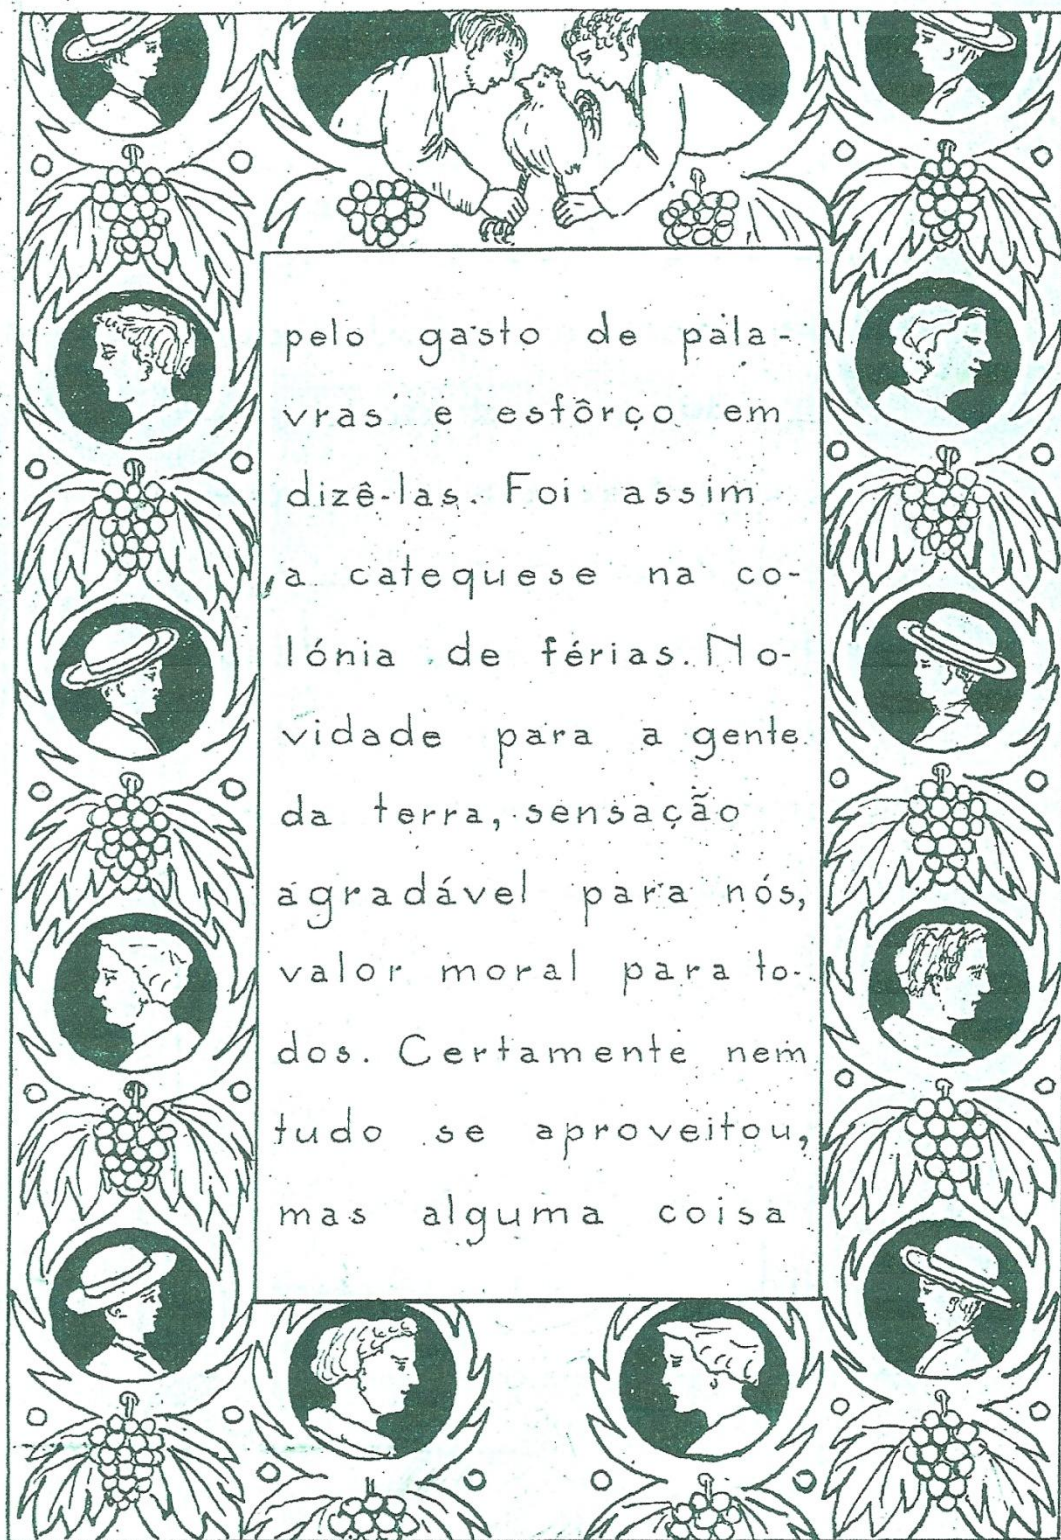 pelo gasto de pala-
vras e esfôrço em
dizê-las. Foi assim
a catequese na co-
lónia de férias. No-
vidade para a gente
da terra, sensação
agradável para nós,
valor moral para to-
dos. Certamente nem
tudo se aproveitou,
mas alguma coisa